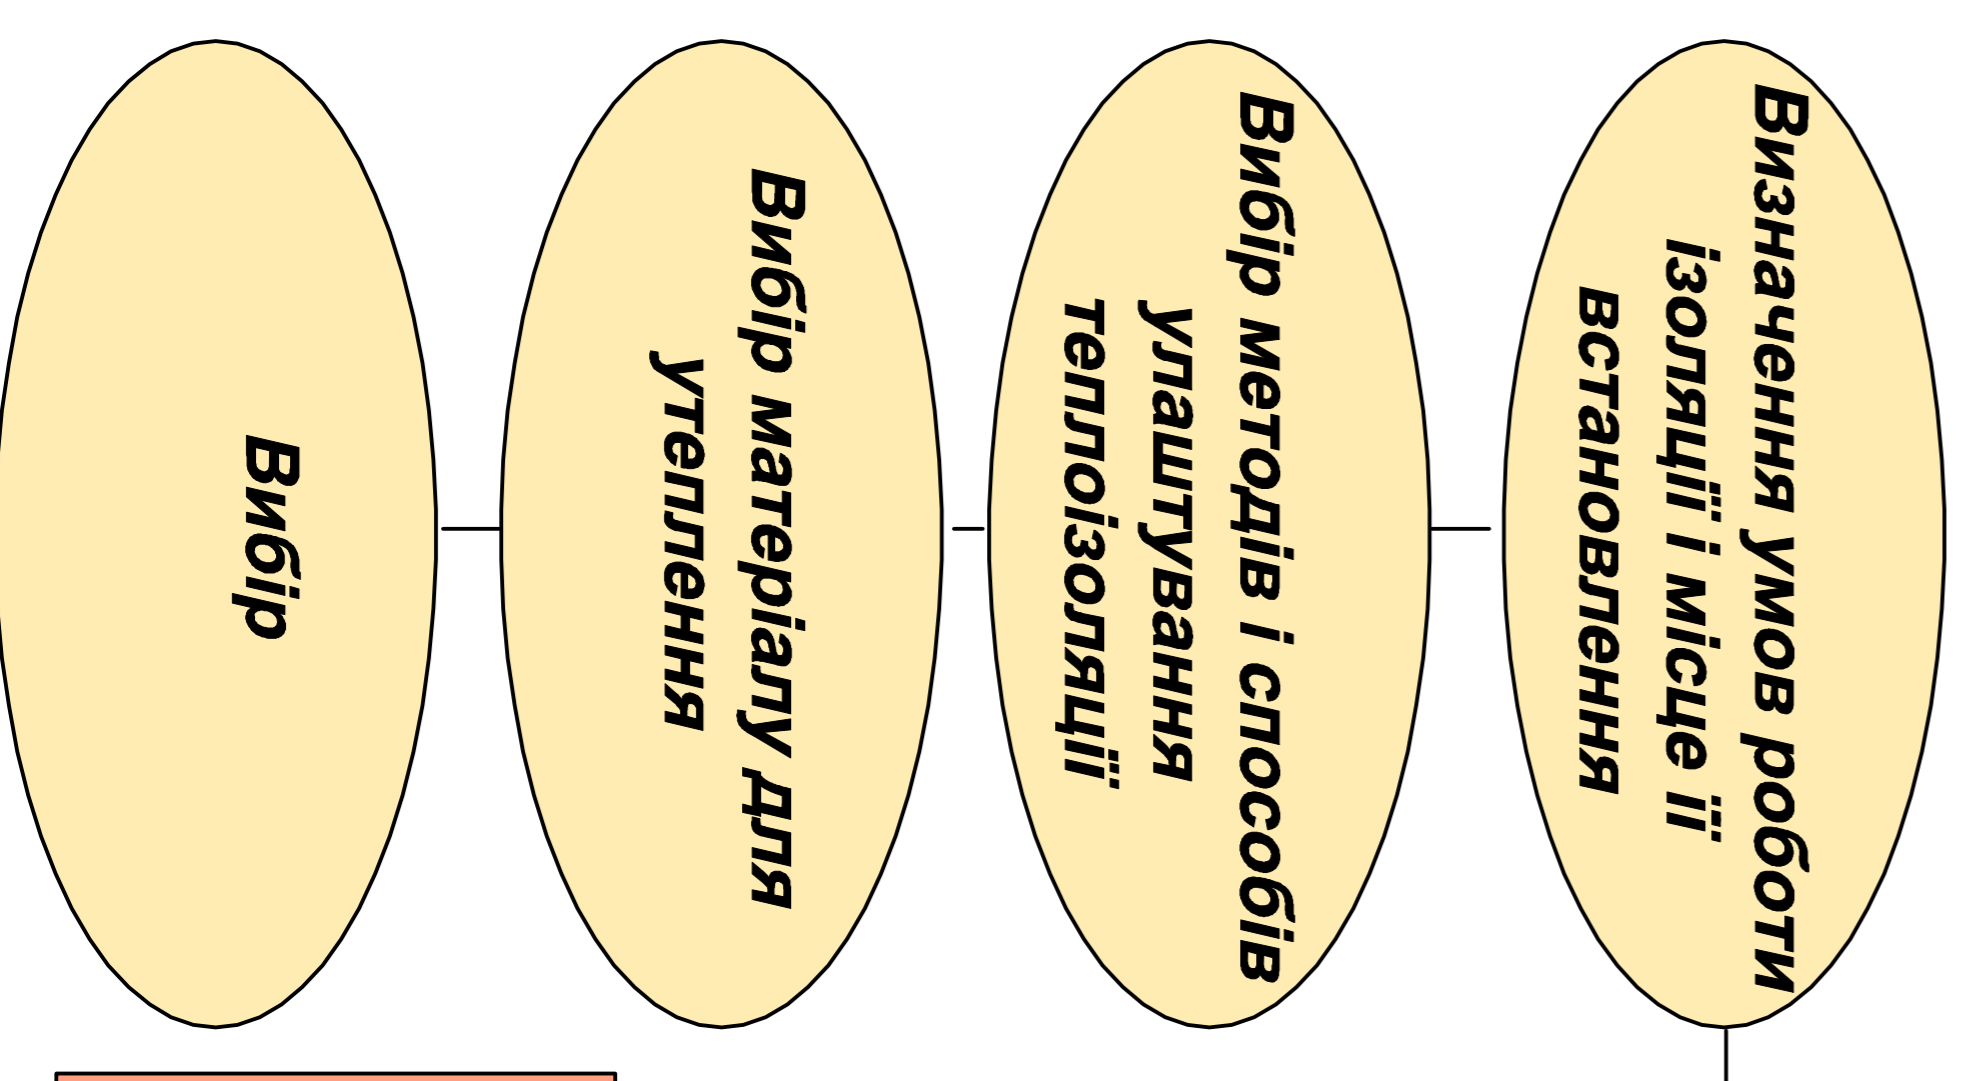 Визначення умов роботи
ізоляції і місце її
встановлення
Вибір методів і способів
улаштування
теплоізоляції
Вибір матеріалу для
утеплення
Вибір